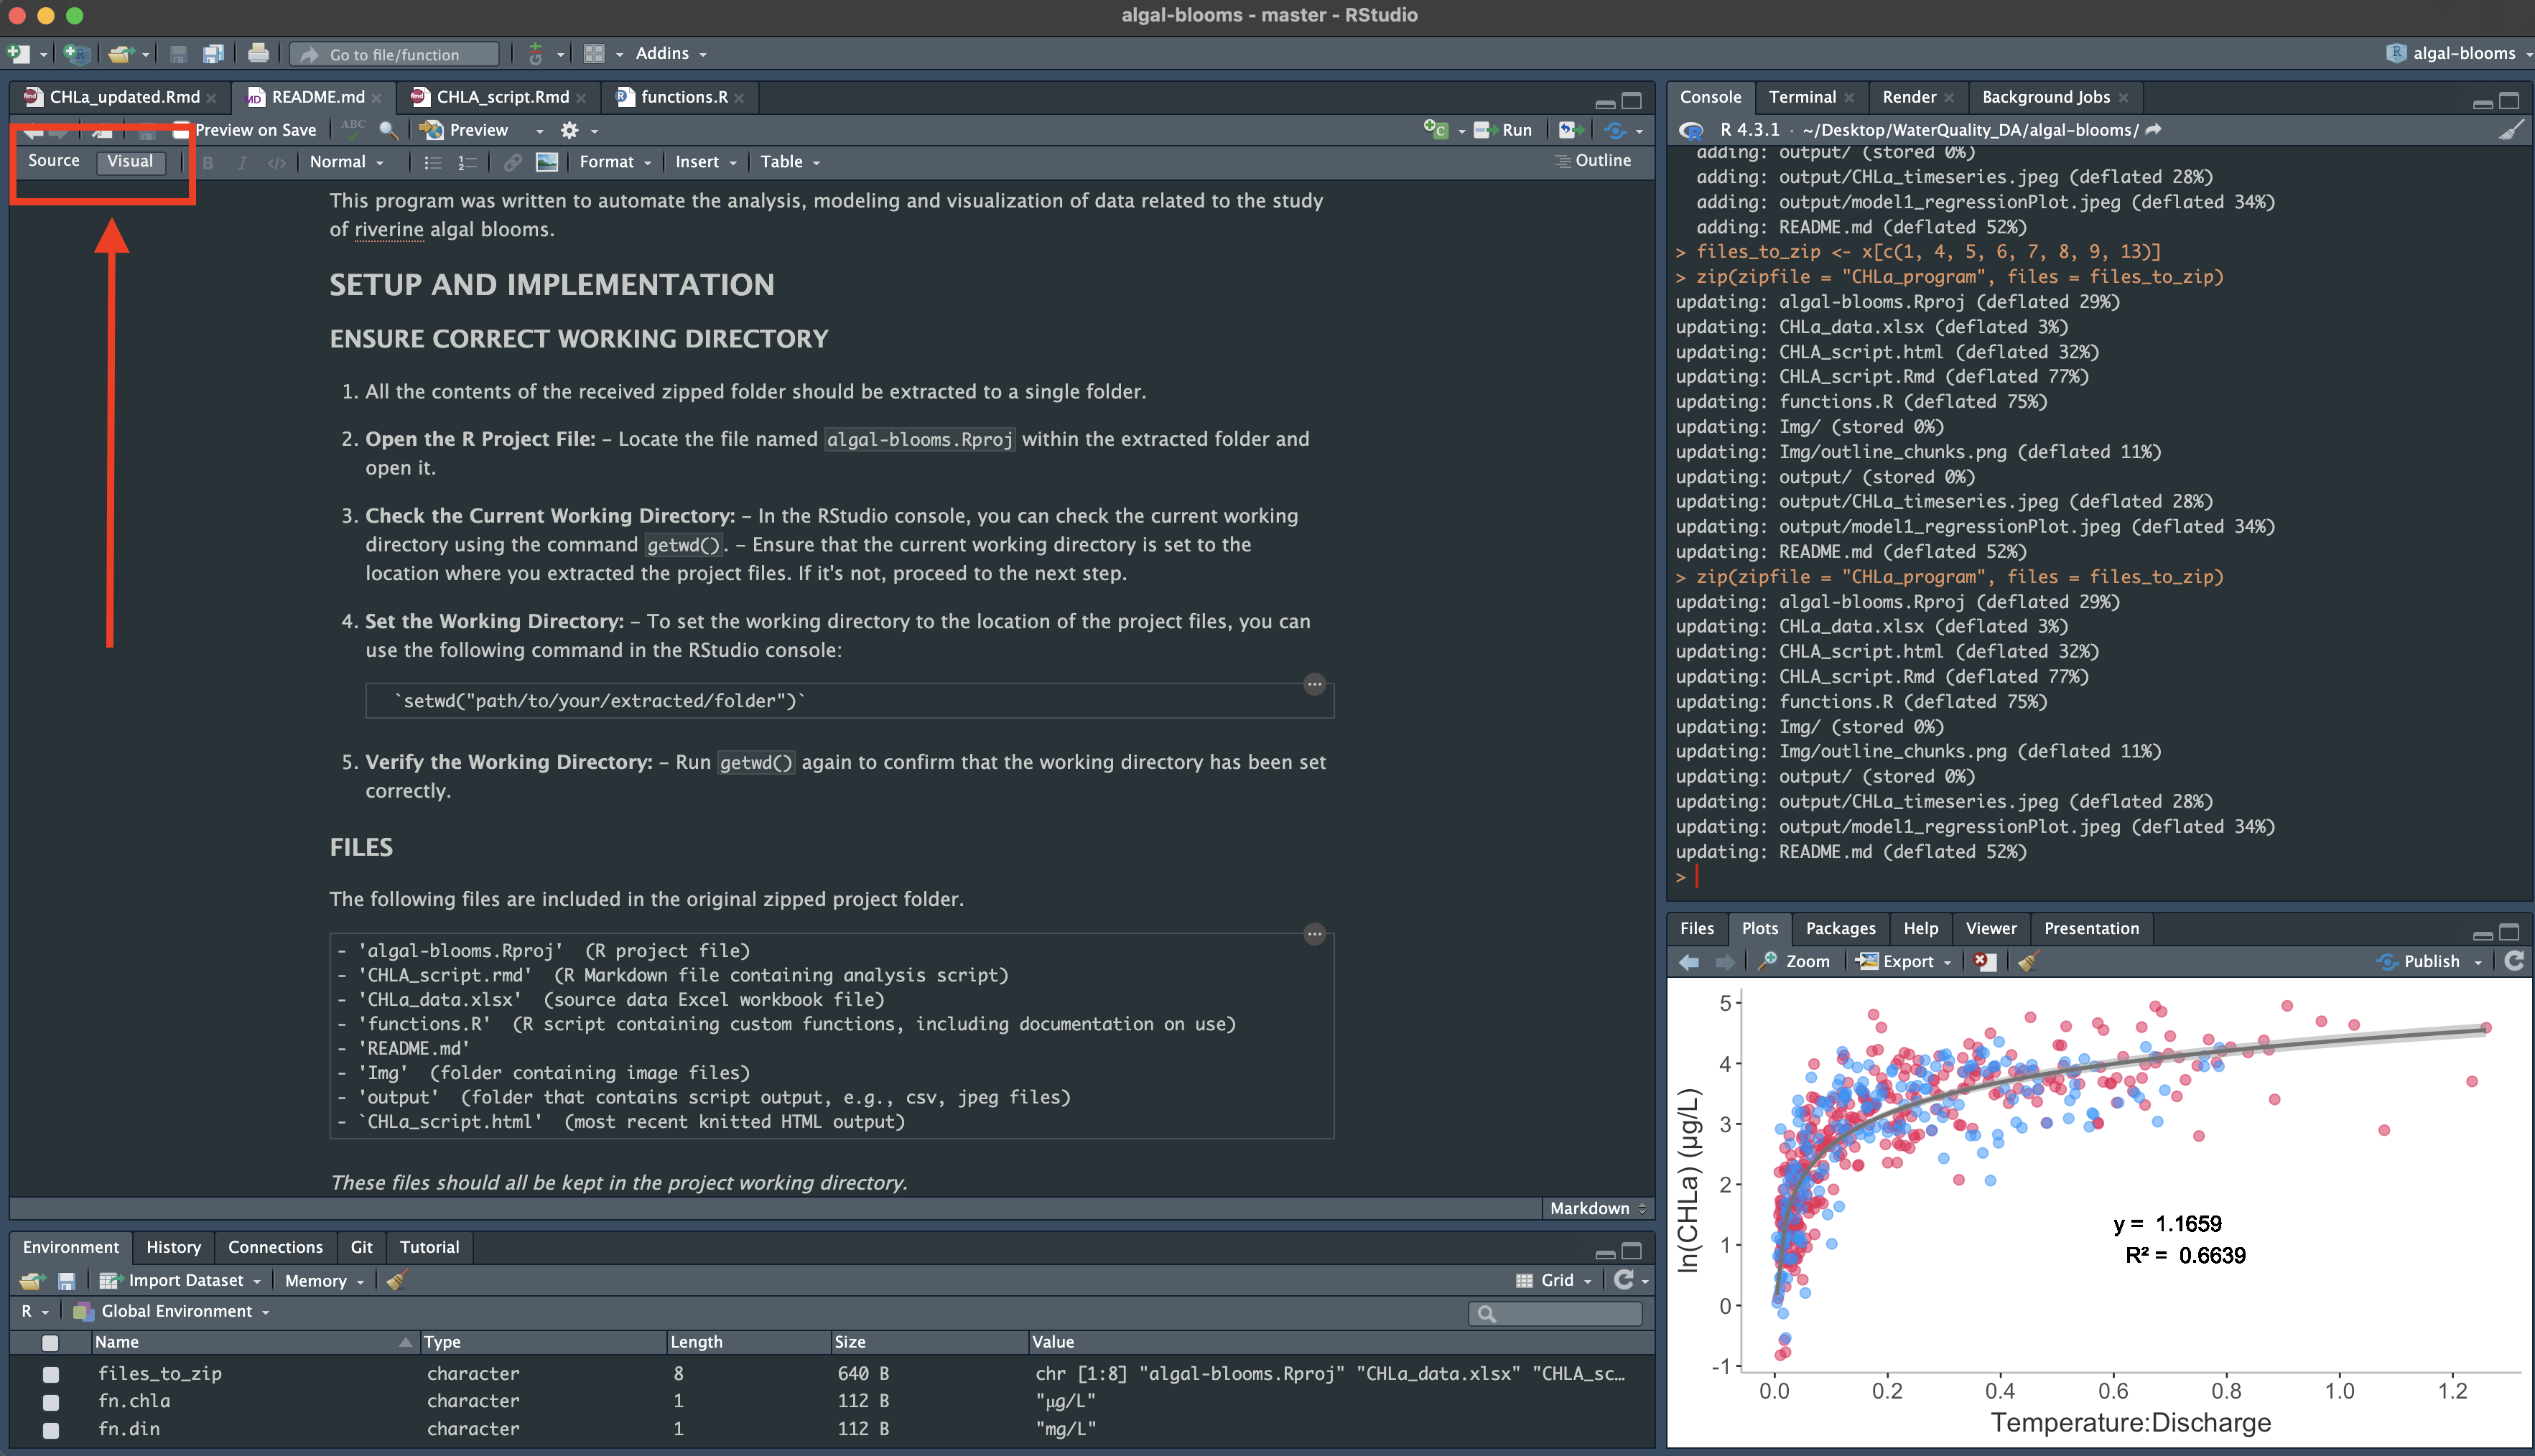 algal-blooms - master - RStudio
Go to file/function
Addins
algal-blooms
CHLa_updated.Rmd
README.md
CHLA_script.Rmd
functions.R
Preview on Save
ABC
Preview
Run
Source
Visual
B
I
</>
Normal
Format
Insert
Table
Outline
This program was written to automate the analysis, modeling and visualization of data related to the study
of riverine algal blooms.
SETUP AND IMPLEMENTATION
ENSURE CORRECT WORKING DIRECTORY
1. All the contents of the received zipped folder should be extracted to a single folder.
2. Open the R Project File: – Locate the file named algal-blooms.Rproj within the extracted folder and
open it.
3. Check the Current Working Directory: – In the RStudio console, you can check the current working
directory using the command getwd(). – Ensure that the current working directory is set to the
location where you extracted the project files. If it's not, proceed to the next step.
4. Set the Working Directory: – To set the working directory to the location of the project files, you can
use the following command in the RStudio console:
`setwd("path/to/your/extracted/folder")`
5. Verify the Working Directory: – Run getwd() again to confirm that the working directory has been set
correctly.
FILES
The following files are included in the original zipped project folder.
- 'algal-blooms.Rproj'  (R project file)
- 'CHLA_script.rmd'  (R Markdown file containing analysis script)
- 'CHLa_data.xlsx'  (source data Excel workbook file)
- 'functions.R'  (R script containing custom functions, including documentation on use)
- 'README.md'
- 'Img'  (folder containing image files)
- 'output'  (folder that contains script output, e.g., csv, jpeg files)
- `CHLa_script.html'  (most recent knitted HTML output)
These files should all be kept in the project working directory.
Markdown
Environment
History
Connections
Git
Tutorial
Import Dataset
Memory
Grid
R
Global Environment
Name Type Length Size Value
files_to_zip character 8 640 B chr [1:8] "algal-blooms.Rproj" "CHLa_data.xlsx" "CHLA_sc…
fn.chla character 1 112 B "µg/L"
fn.din character 1 112 B "mg/L"
Console
Terminal
Render
Background Jobs
R 4.3.1 · ~/Desktop/WaterQuality_DA/algal-blooms/
adding: output/ (stored 0%)
adding: output/CHLa_timeseries.jpeg (deflated 28%)
adding: output/model1_regressionPlot.jpeg (deflated 34%)
adding: README.md (deflated 52%)
> files_to_zip <- x[c(1, 4, 5, 6, 7, 8, 9, 13)]
> zip(zipfile = "CHLa_program", files = files_to_zip)
updating: algal-blooms.Rproj (deflated 29%)
updating: CHLa_data.xlsx (deflated 3%)
updating: CHLA_script.html (deflated 32%)
updating: CHLA_script.Rmd (deflated 77%)
updating: functions.R (deflated 75%)
updating: Img/ (stored 0%)
updating: Img/outline_chunks.png (deflated 11%)
updating: output/ (stored 0%)
updating: output/CHLa_timeseries.jpeg (deflated 28%)
updating: output/model1_regressionPlot.jpeg (deflated 34%)
updating: README.md (deflated 52%)
> zip(zipfile = "CHLa_program", files = files_to_zip)
updating: algal-blooms.Rproj (deflated 29%)
updating: CHLa_data.xlsx (deflated 3%)
updating: CHLA_script.html (deflated 32%)
updating: CHLA_script.Rmd (deflated 77%)
updating: functions.R (deflated 75%)
updating: Img/ (stored 0%)
updating: Img/outline_chunks.png (deflated 11%)
updating: output/ (stored 0%)
updating: output/CHLa_timeseries.jpeg (deflated 28%)
updating: output/model1_regressionPlot.jpeg (deflated 34%)
updating: README.md (deflated 52%)
>
Files
Plots
Packages
Help
Viewer
Presentation
Zoom
Export
Publish
ln(CHLa) (µg/L)
5
4
3
2
1
0
-1
y = 1.1659
R² = 0.6639
0.0 0.2 0.4 0.6 0.8 1.0 1.2
Temperature:Discharge